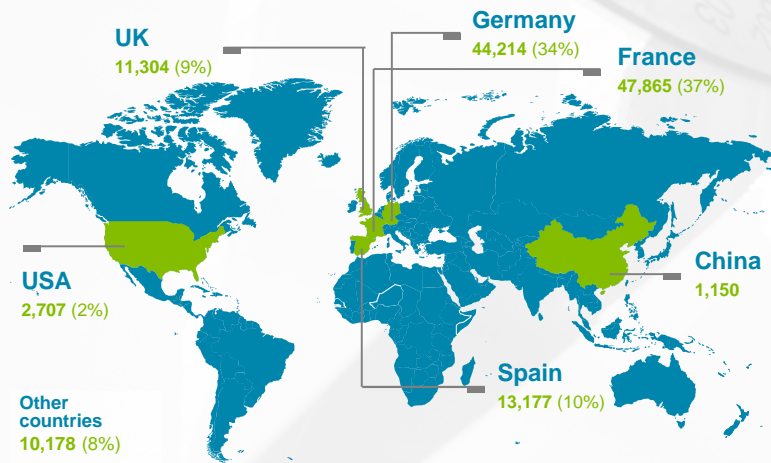 Germany
44,214 (34%)
UK
11,304 (9%)
France
47,865 (37%)
USA
2,707 (2%)
China
1,150
Spain
13,177 (10%)
Other
countries
10,178 (8%)